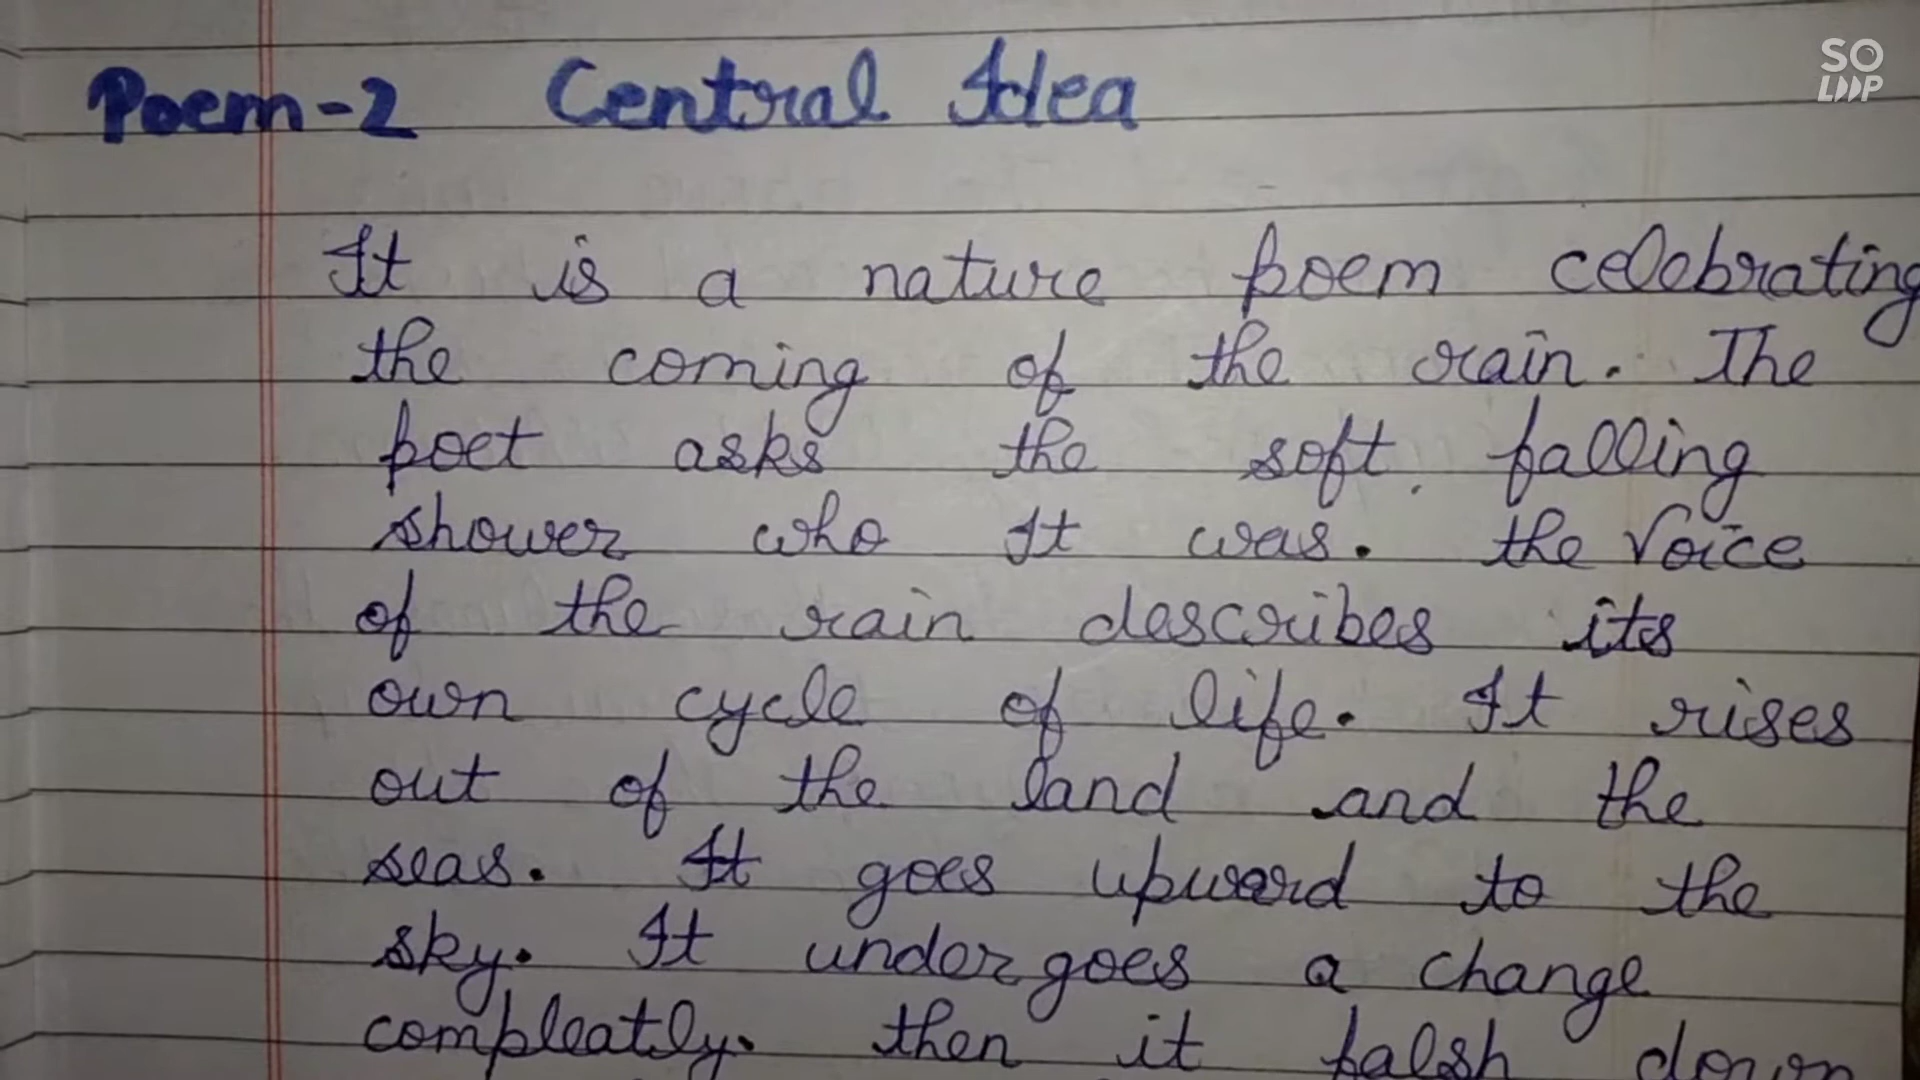 SO
LOOP
Poem-2 Central Idea
It is a nature poem celebrating
the coming of the rain. The
poet asks the soft falling
shower who It was. the Voice
of the rain describes its
own cycle of life. It rises
out of the land and the
seas. It goes upward to the
sky. It undergoes a change
compleatly. then it falsh down